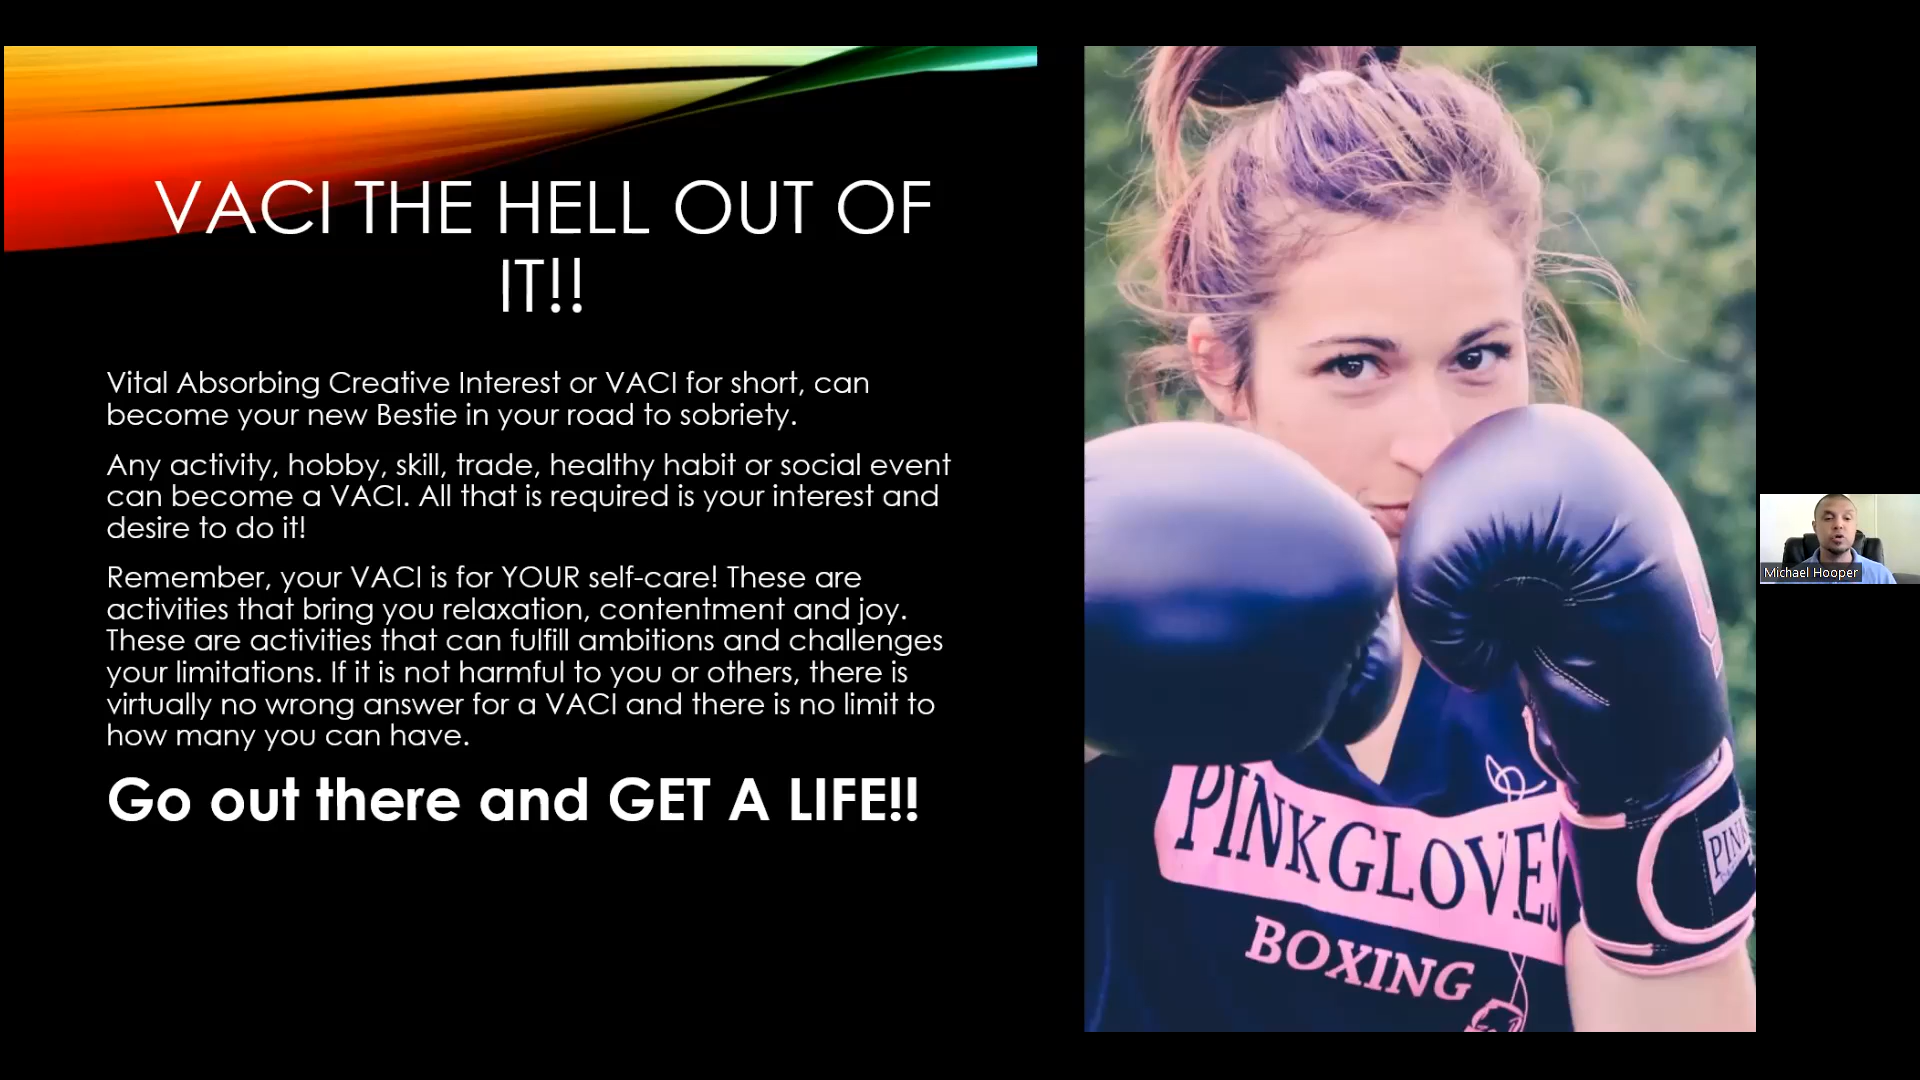 VACI THE HELL OUT OF
IT!!
Vital Absorbing Creative Interest or VACI for short, can
become your new Bestie in your road to sobriety.
Any activity, hobby, skill, trade, healthy habit or social event
can become a VACI. All that is required is your interest and
desire to do it!
Remember, your VACI is for YOUR self-care! These are
activities that bring you relaxation, contentment and joy.
These are activities that can fulfill ambitions and challenges
your limitations. If it is not harmful to you or others, there is
virtually no wrong answer for a VACI and there is no limit to
how many you can have.
Go out there and GET A LIFE!!
PINKGLOVES
BOXING
PINK
Michael Hooper